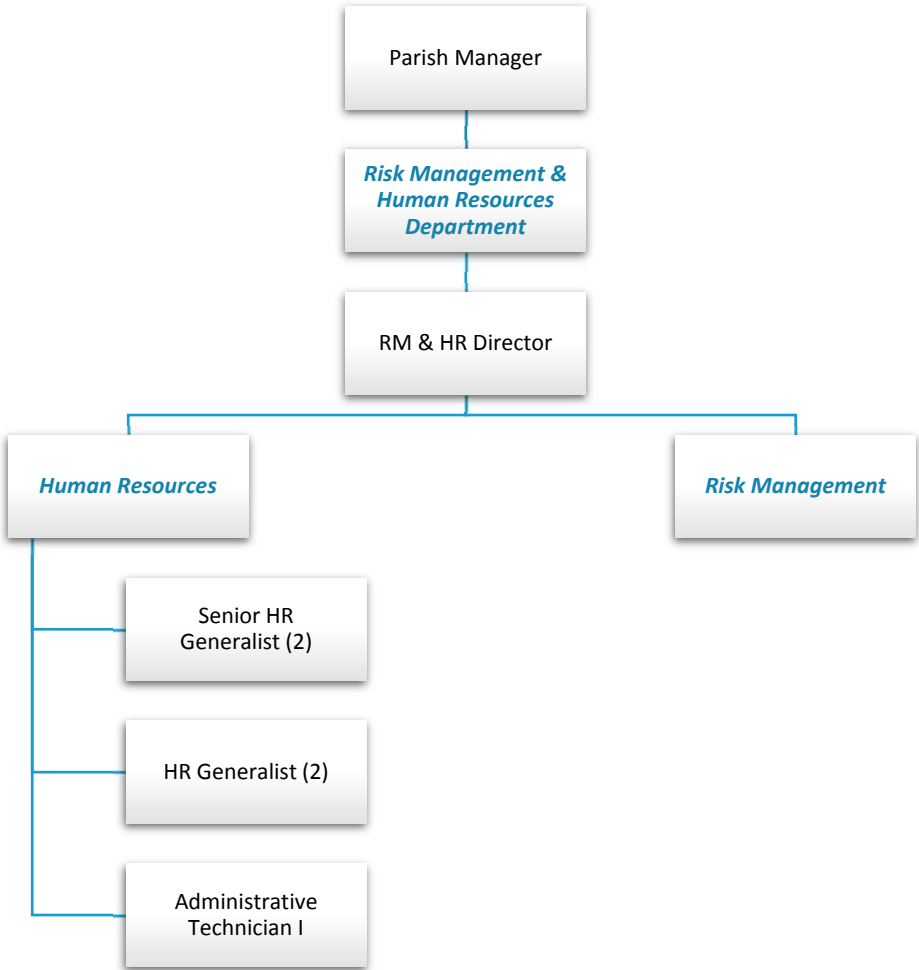 Parish Manager
Risk Management &
Human Resources
Department
RM & HR Director
Human Resources
Risk Management
Senior HR
Generalist (2)
HR Generalist (2)
Administrative
Technician I